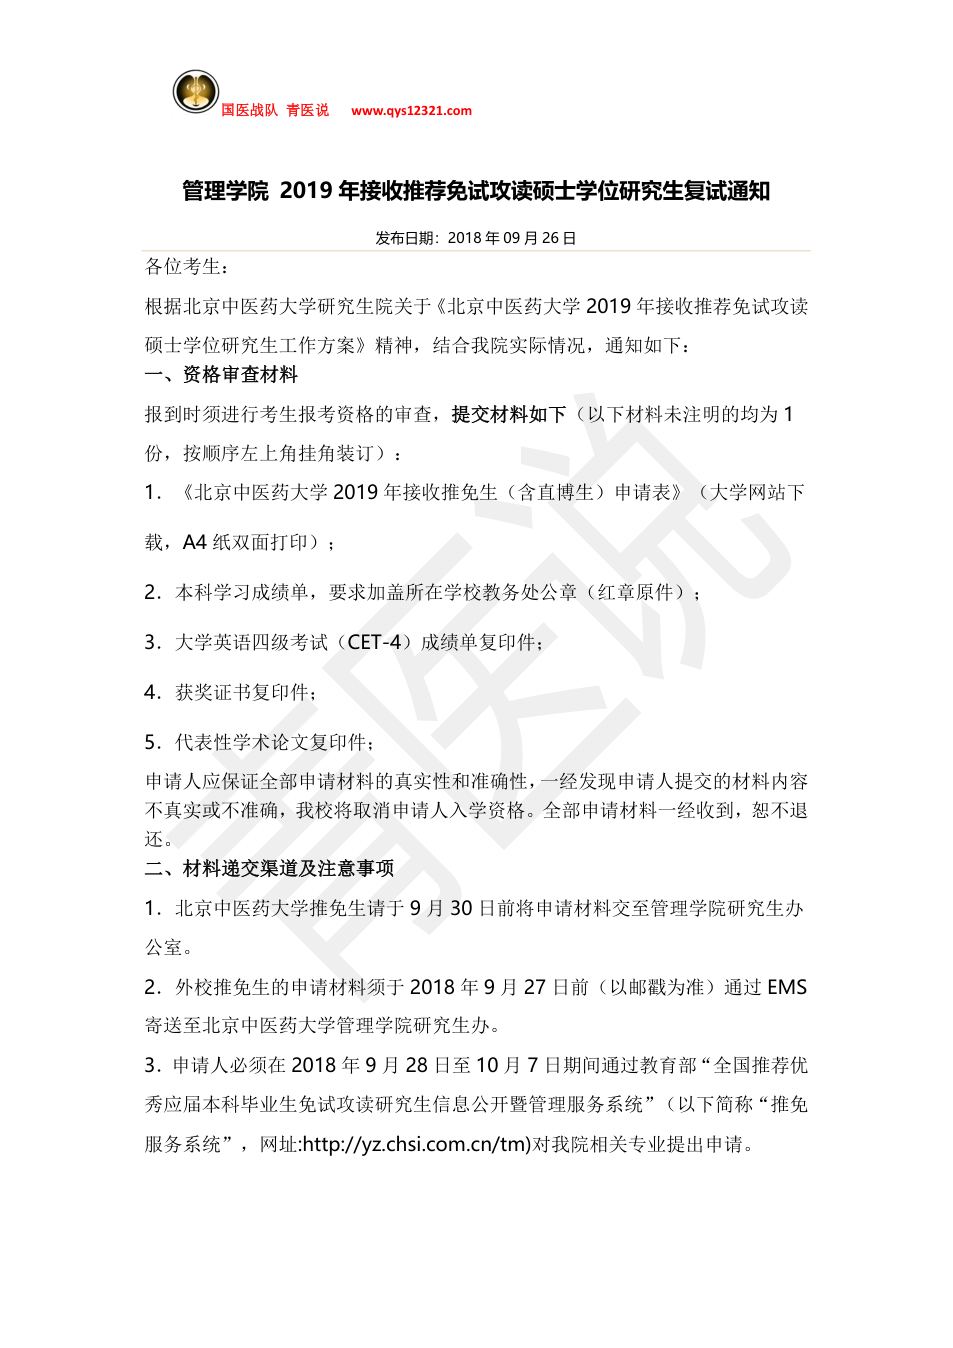 国医战队 青医说 www.qys12321.com
管理学院 2019 年接收推荐免试攻读硕士学位研究生复试通知
发布日期：2018 年 09 月 26 日
各位考生：
根据北京中医药大学研究生院关于《北京中医药大学 2019 年接收推荐免试攻读
硕士学位研究生工作方案》精神，结合我院实际情况，通知如下：
一、资格审查材料
报到时须进行考生报考资格的审查，提交材料如下（以下材料未注明的均为 1
份，按顺序左上角挂角装订）：
1．《北京中医药大学 2019 年接收推免生（含直博生）申请表》（大学网站下
载，A4 纸双面打印）；
2．本科学习成绩单，要求加盖所在学校教务处公章（红章原件）；
3．大学英语四级考试（CET-4）成绩单复印件；
4．获奖证书复印件；
5．代表性学术论文复印件；
申请人应保证全部申请材料的真实性和准确性，一经发现申请人提交的材料内容
不真实或不准确，我校将取消申请人入学资格。全部申请材料一经收到，恕不退
还。
二、材料递交渠道及注意事项
1．北京中医药大学推免生请于 9 月 30 日前将申请材料交至管理学院研究生办
公室。
2．外校推免生的申请材料须于 2018 年 9 月 27 日前（以邮戳为准）通过 EMS
寄送至北京中医药大学管理学院研究生办。
3．申请人必须在 2018 年 9 月 28 日至 10 月 7 日期间通过教育部“全国推荐优
秀应届本科毕业生免试攻读研究生信息公开暨管理服务系统”（以下简称“推免
服务系统”，网址:http://yz.chsi.com.cn/tm)对我院相关专业提出申请。
青医说